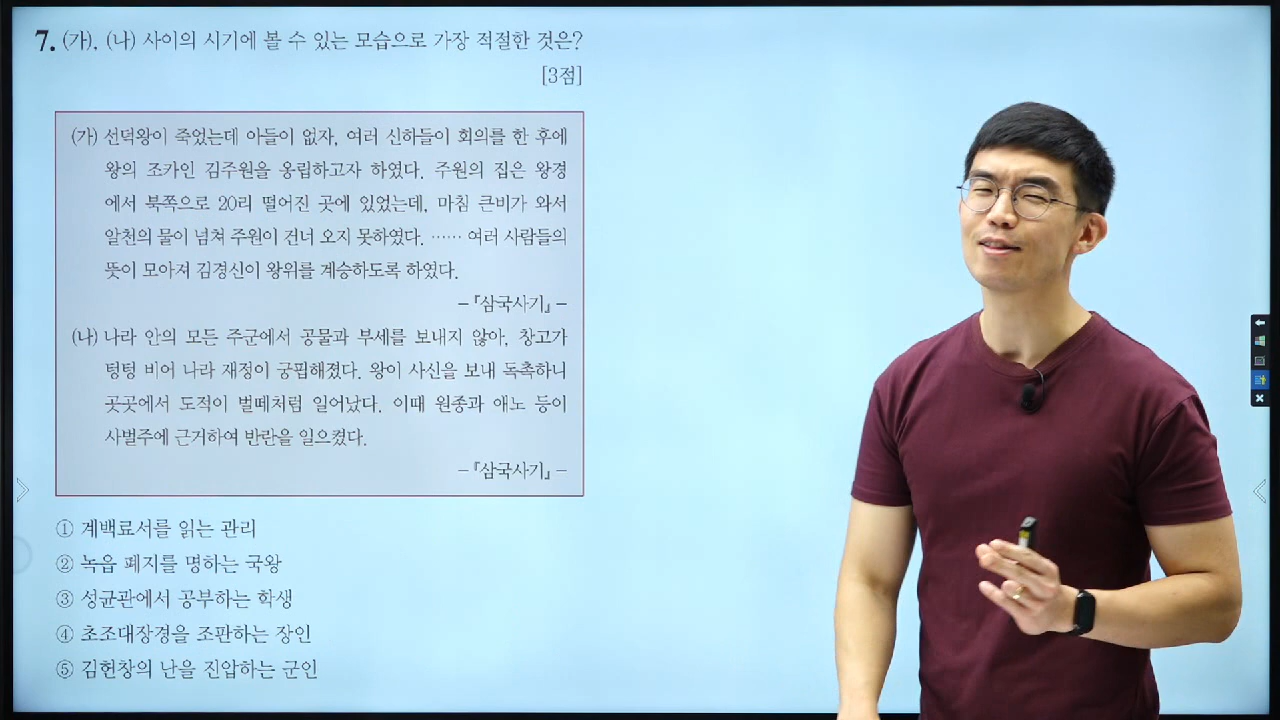 7. (가), (나) 사이의 시기에 볼 수 있는 모습으로 가장 적절한 것은?
[3점]
(가) 선덕왕이 죽었는데 아들이 없자, 여러 신하들이 회의를 한 후에
왕의 조카인 김주원을 옹립하고자 하였다. 주원의 집은 왕경
에서 북쪽으로 20리 떨어진 곳에 있었는데, 마침 큰비가 와서
알천의 물이 넘쳐 주원이 건너 오지 못하였다. …… 여러 사람들의
뜻이 모아져 김경신이 왕위를 계승하도록 하였다.
-『삼국사기』-
(나) 나라 안의 모든 주군에서 공물과 부세를 보내지 않아, 창고가
텅텅 비어 나라 재정이 궁핍해졌다. 왕이 사신을 보내 독촉하니
곳곳에서 도적이 벌떼처럼 일어났다. 이때 원종과 애노 등이
사벌주에 근거하여 반란을 일으켰다.
-『삼국사기』-
① 계백료서를 읽는 관리
② 녹읍 폐지를 명하는 국왕
③ 성균관에서 공부하는 학생
④ 초조대장경을 조판하는 장인
⑤ 김헌창의 난을 진압하는 군인